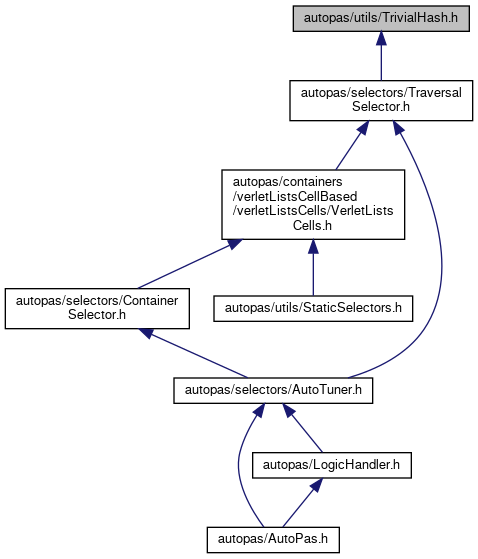 autopas/utils/TrivialHash.h
autopas/selectors/Traversal
Selector.h
autopas/containers
/verletListsCellBased
/verletListsCells/VerletLists
Cells.h
autopas/selectors/Container
Selector.h
autopas/utils/StaticSelectors.h
autopas/selectors/AutoTuner.h
autopas/LogicHandler.h
autopas/AutoPas.h